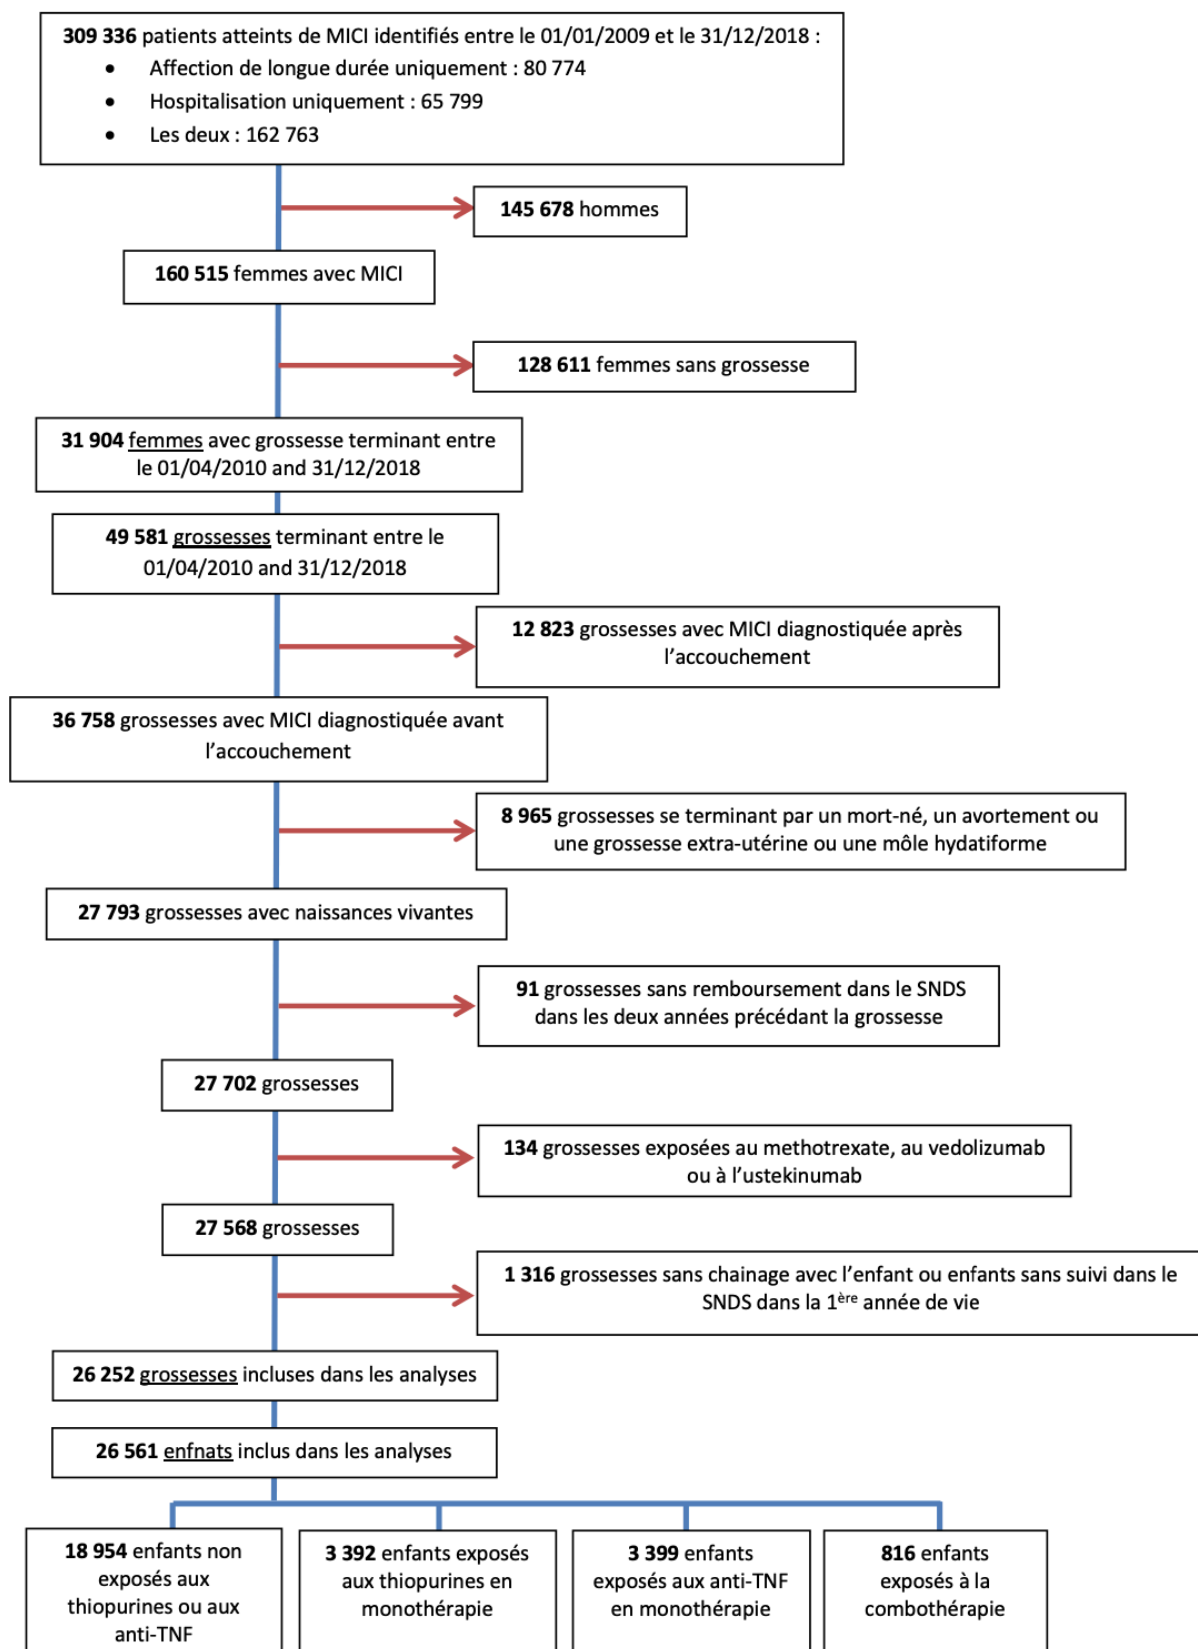 309 336 patients atteints de MICI identifiés entre le 01/01/2009 et le 31/12/2018 :
• Affection de longue durée uniquement : 80 774
• Hospitalisation uniquement : 65 799
• Les deux : 162 763
145 678 hommes
160 515 femmes avec MICI
128 611 femmes sans grossesse
31 904 femmes avec grossesse terminant entre
le 01/04/2010 and 31/12/2018
49 581 grossesses terminant entre le
01/04/2010 and 31/12/2018
12 823 grossesses avec MICI diagnostiquée après
l’accouchement
36 758 grossesses avec MICI diagnostiquée avant
l’accouchement
8 965 grossesses se terminant par un mort-né, un avortement ou
une grossesse extra-utérine ou une môle hydatiforme
27 793 grossesses avec naissances vivantes
91 grossesses sans remboursement dans le SNDS
dans les deux années précédant la grossesse
27 702 grossesses
134 grossesses exposées au methotrexate, au vedolizumab
ou à l’ustekinumab
27 568 grossesses
1 316 grossesses sans chainage avec l’enfant ou enfants sans suivi dans le
SNDS dans la 1ère année de vie
26 252 grossesses incluses dans les analyses
26 561 enfnats inclus dans les analyses
18 954 enfants non
exposés aux
thiopurines ou aux
anti-TNF
3 392 enfants exposés
aux thiopurines en
monothérapie
3 399 enfants
exposés aux anti-TNF
en monothérapie
816 enfants
exposés à la
combothérapie